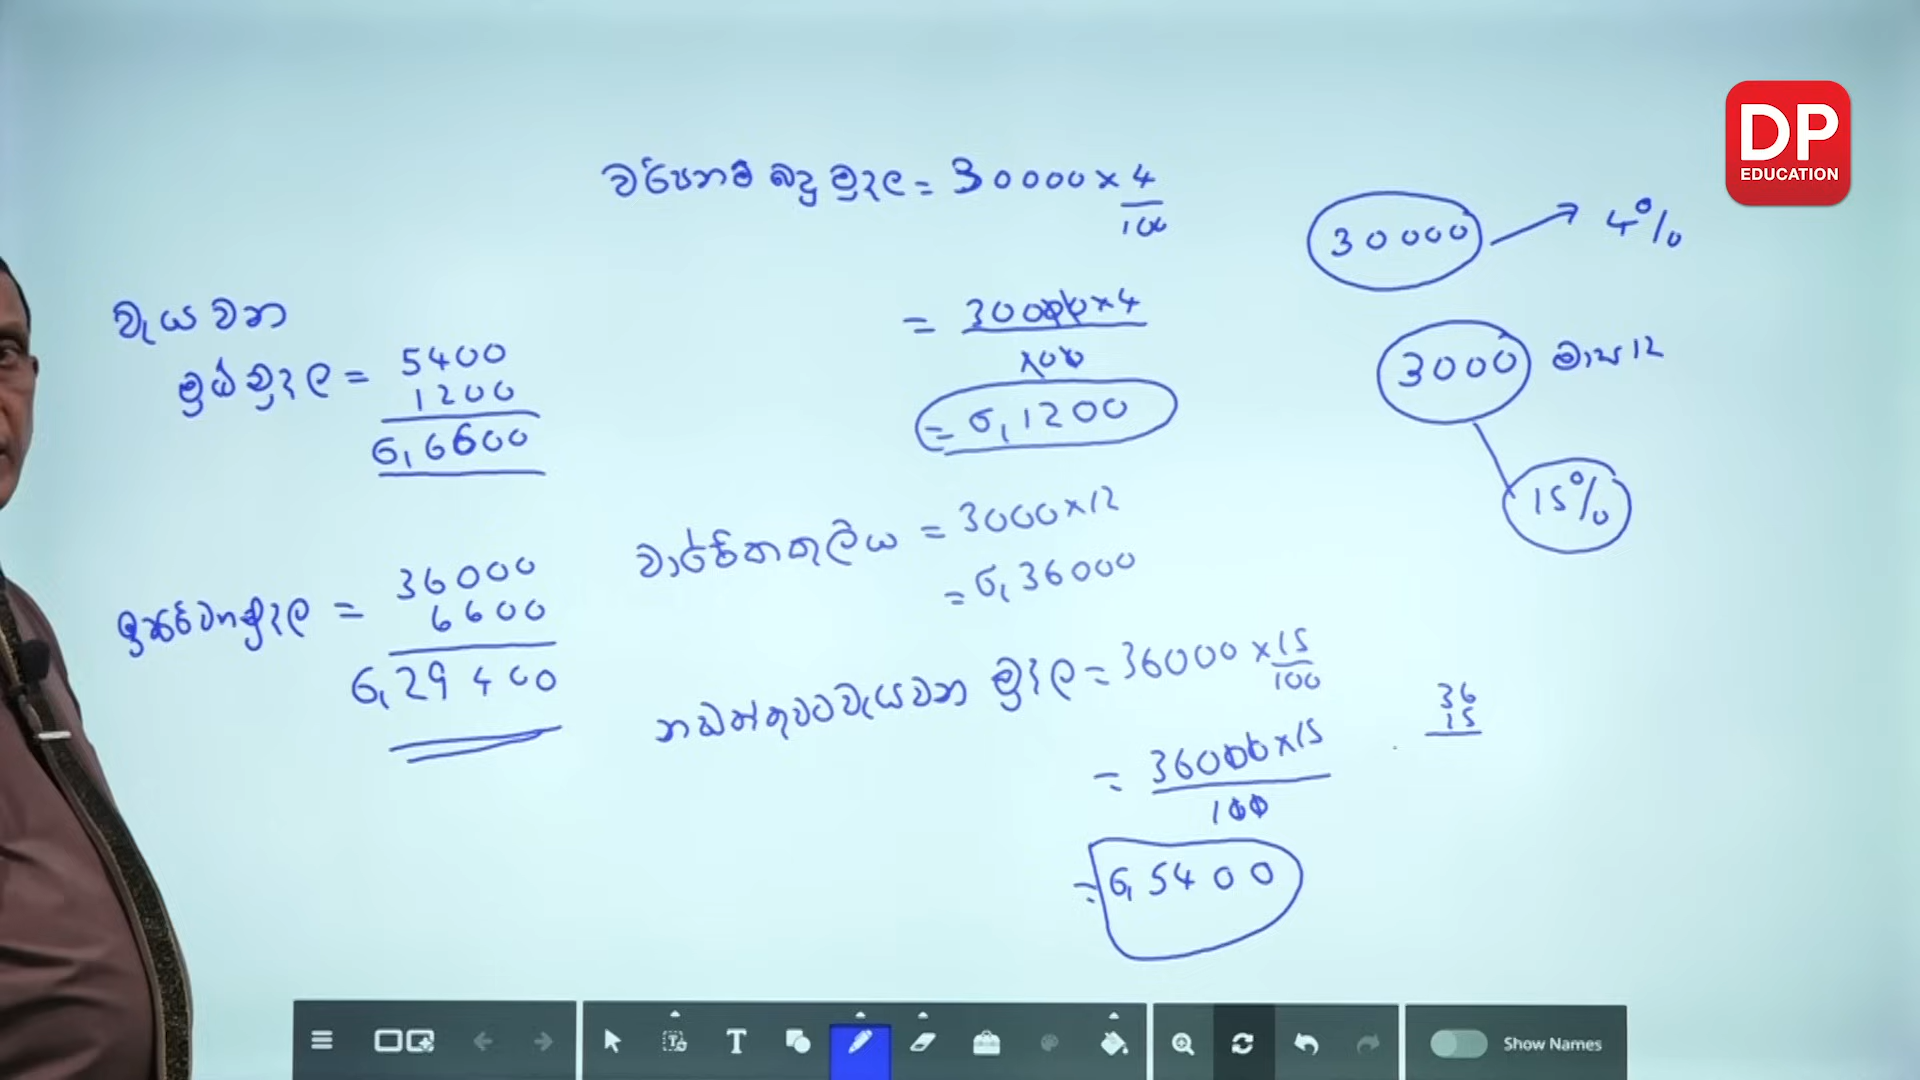 DP
EDUCATION
වර්පනම් බදු මුදල = 30000 × 4
100
= 30000 × 4
100
= රු, 1200
30000 → 4%
3000 මාස 12
15%
වැය වන
මුළු මුදල = 5400
1200
රු, 6600
වාර්ෂික කුලිය = 3000 × 12
= රු, 36000
ඉතිරි වන මුදල = 36000
6600
රු, 29400
නඩත්තුවට වැයවන මුදල = 36000 × 15
100
= 36000 × 15
100
= රු, 5400
36
15
Show Names